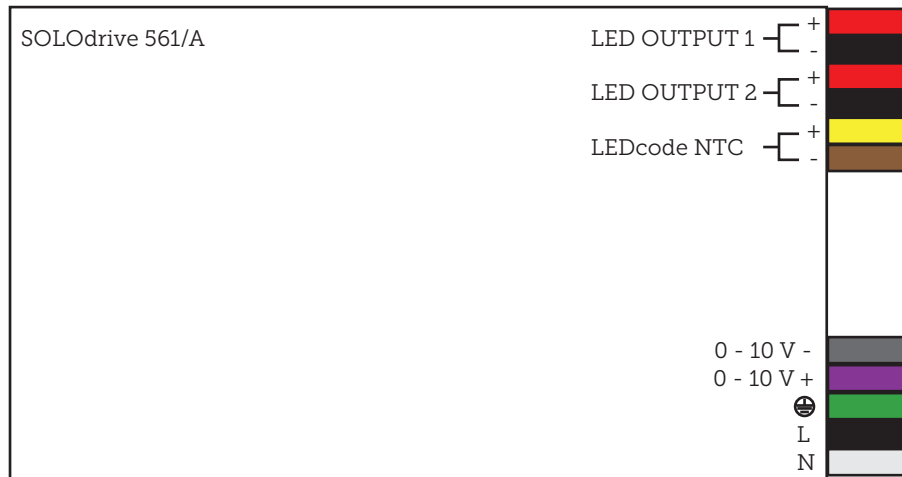 SOLOdrive 561/A
LED OUTPUT 1 +
-
LED OUTPUT 2 +
-
LEDcode NTC +
-
0 - 10 V -
0 - 10 V +
L
N